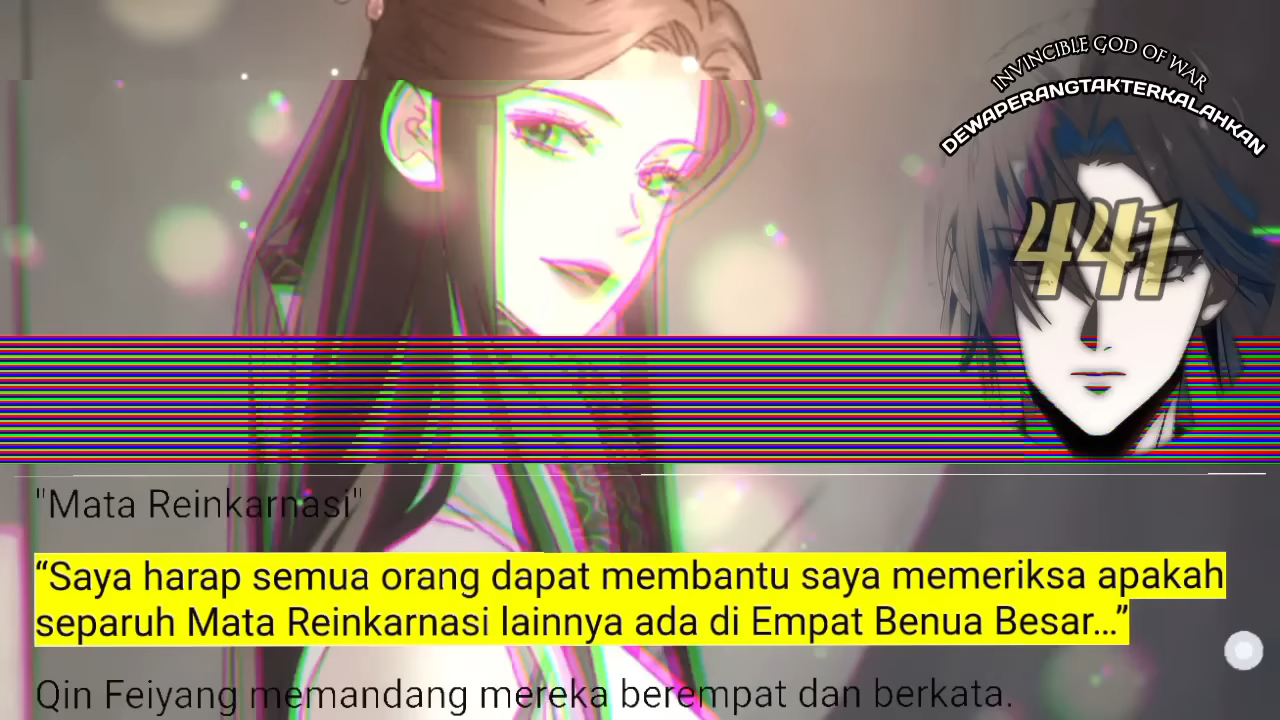 INVINCIBLE GOD OF WAR
DEWAPERANGTAKTERKALAHKAN
441
"Mata Reinkarnasi"
“Saya harap semua orang dapat membantu saya memeriksa apakah
separuh Mata Reinkarnasi lainnya ada di Empat Benua Besar...”
Qin Feiyang memandang mereka berempat dan berkata.